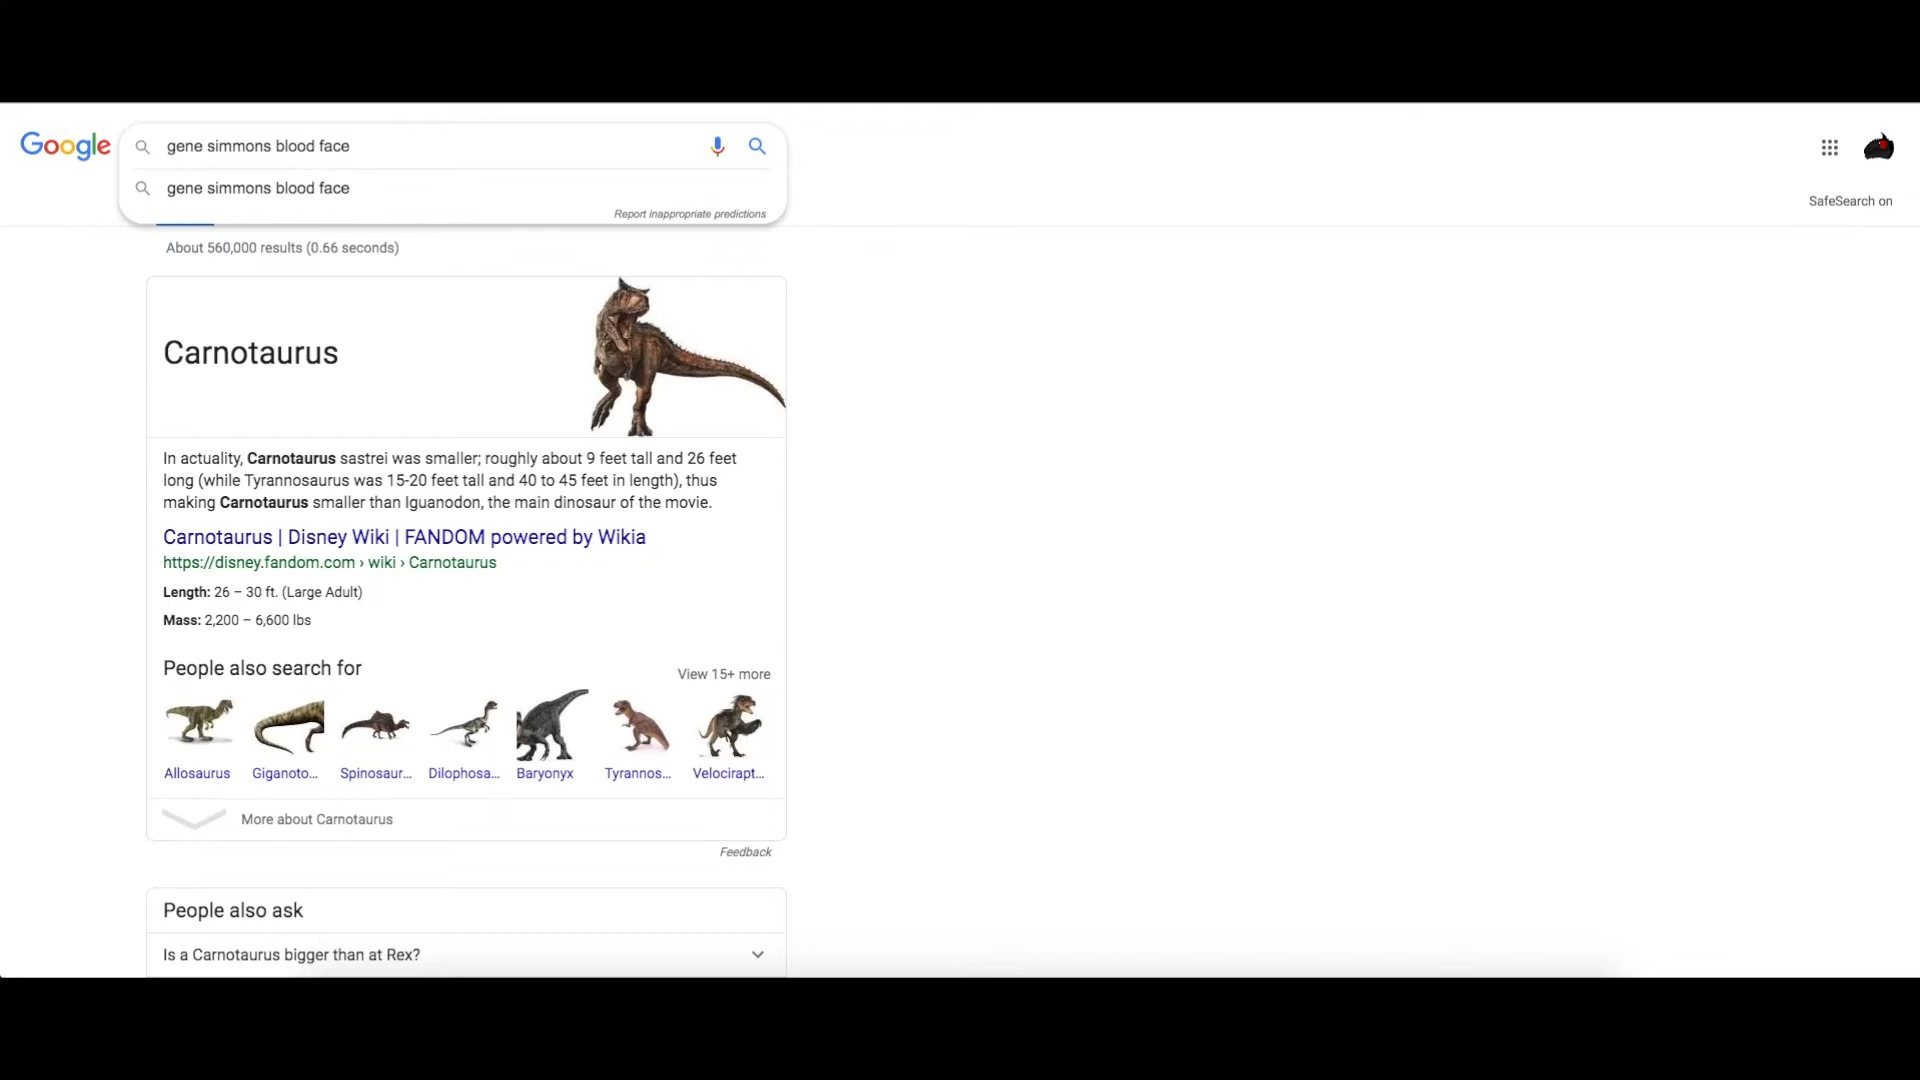 Google
gene simmons blood face
gene simmons blood face
Report inappropriate predictions
SafeSearch on
About 560,000 results (0.66 seconds)
Carnotaurus
In actuality, Carnotaurus sastrei was smaller; roughly about 9 feet tall and 26 feet
long (while Tyrannosaurus was 15-20 feet tall and 40 to 45 feet in length), thus
making Carnotaurus smaller than Iguanodon, the main dinosaur of the movie.
Carnotaurus | Disney Wiki | FANDOM powered by Wikia
https://disney.fandom.com › wiki › Carnotaurus
Length: 26 – 30 ft. (Large Adult)
Mass: 2,200 – 6,600 lbs
People also search for
View 15+ more
Allosaurus Giganoto... Spinosaur... Dilophosa... Baryonyx Tyrannos... Velocirapt...
More about Carnotaurus
Feedback
People also ask
Is a Carnotaurus bigger than at Rex?